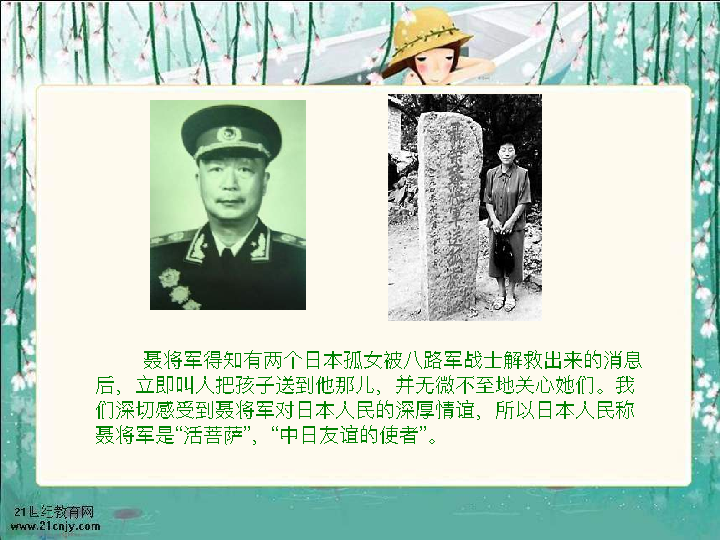 聂将军得知有两个日本孤女被八路军战士解救出来的消息
后，立即叫人把孩子送到他那儿，并无微不至地关心她们。我
们深切感受到聂将军对日本人民的深厚情谊，所以日本人民称
聂将军是“活菩萨”，“中日友谊的使者”。
21世纪教育网
www.21cnjy.com